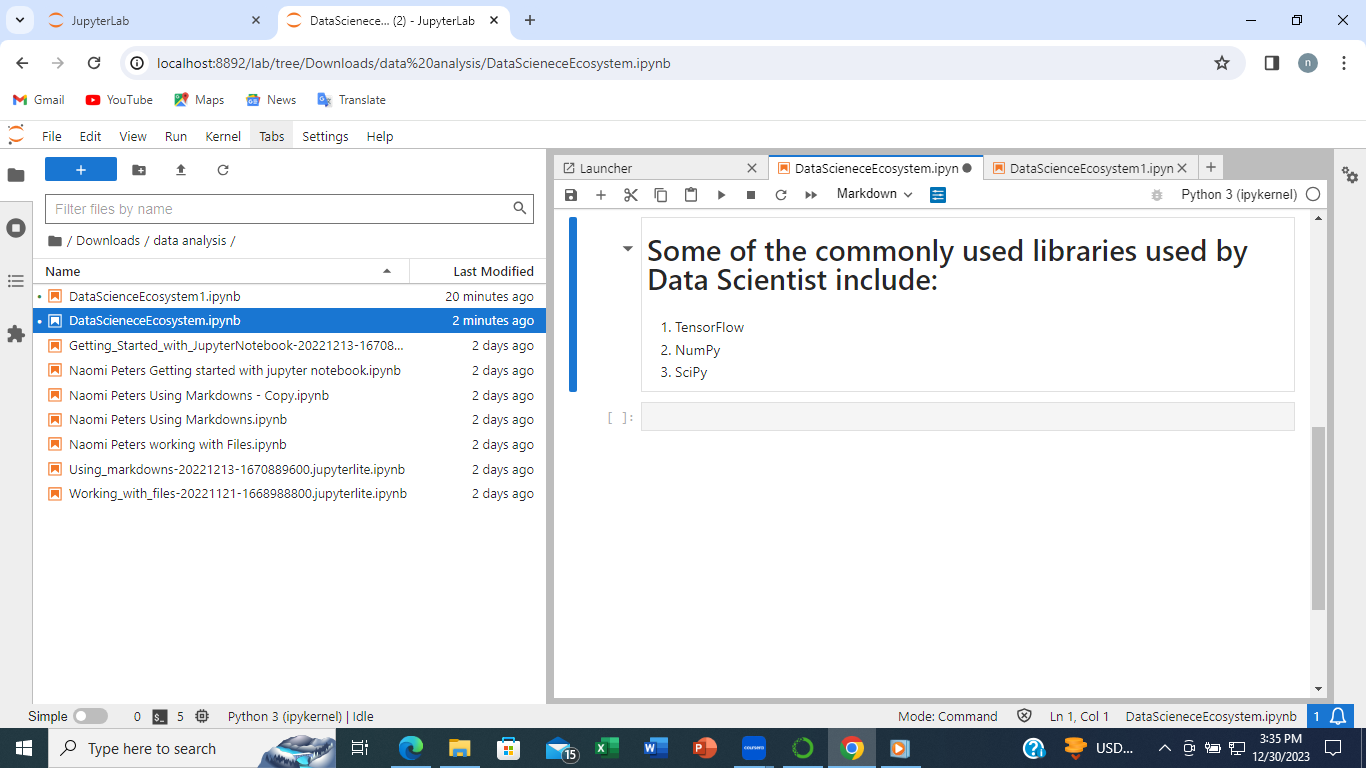 JupyterLab
DataScienece... (2) - JupyterLab
localhost:8892/lab/tree/Downloads/data%20analysis/DataScieneceEcosystem.ipynb
n
Gmail
YouTube
Maps
News
Translate
File Edit View Run Kernel Tabs Settings Help
+
Filter files by name
/ Downloads / data analysis /
Name Last Modified
DataScienceEcosystem1.ipynb 20 minutes ago
DataScieneceEcosystem.ipynb 2 minutes ago
Getting_Started_with_JupyterNotebook-20221213-16708... 2 days ago
Naomi Peters Getting started with jupyter notebook.ipynb 2 days ago
Naomi Peters Using Markdowns - Copy.ipynb 2 days ago
Naomi Peters Using Markdowns.ipynb 2 days ago
Naomi Peters working with Files.ipynb 2 days ago
Using_markdowns-20221213-1670889600.jupyterlite.ipynb 2 days ago
Working_with_files-20221121-1668988800.jupyterlite.ipynb 2 days ago
Launcher
DataScieneceEcosystem.ipyn
DataScienceEcosystem1.ipyn
Markdown
Python 3 (ipykernel)
Some of the commonly used libraries used by
Data Scientist include:
1. TensorFlow
2. NumPy
3. SciPy
[ ]:
Simple 0 5 Python 3 (ipykernel) | Idle
Mode: Command Ln 1, Col 1 DataScieneceEcosystem.ipynb 1
Type here to search
15
coursera
USD...
3:35 PM
12/30/2023